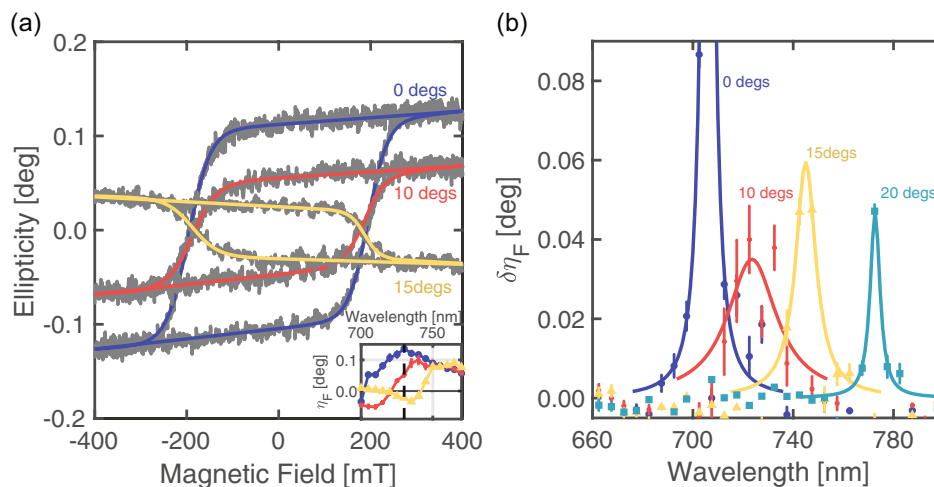 (a)
0.2
0.1
0.0
-0.1
-0.2
Ellipticity [deg]
-400
-200
0
200
400
Magnetic Field [mT]
0 degs
10 degs
15degs
Wavelength [nm]
700
750
0.1
0.0
ηF [deg]
(b)
0.08
0.06
0.04
0.02
0.00
δηF [deg]
660
700
740
780
Wavelength [nm]
0 degs
10 degs
15degs
20 degs